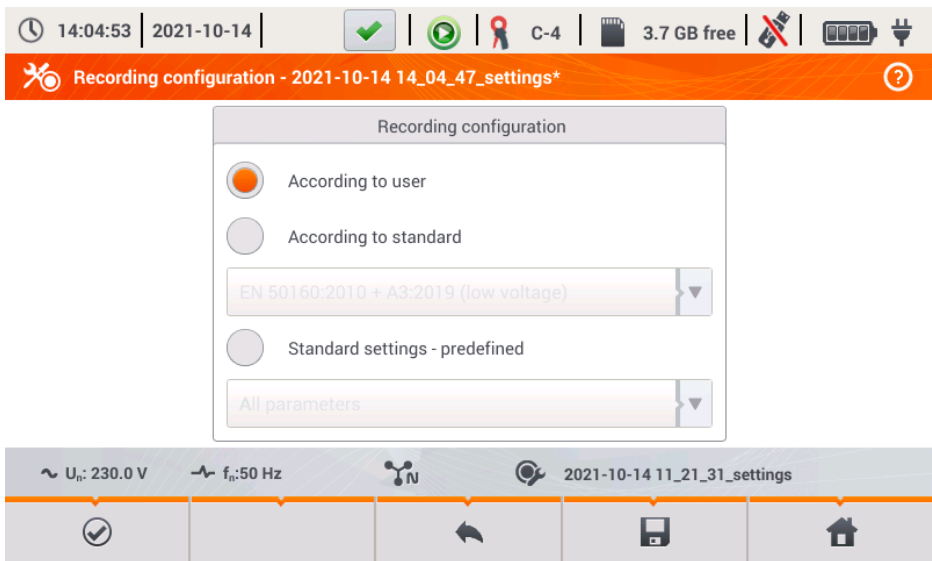 14:04:53 2021-10-14 C-4 3.7 GB free
Recording configuration - 2021-10-14 14_04_47_settings* ?
Recording configuration
According to user
According to standard
EN 50160:2010 + A3:2019 (low voltage)
Standard settings - predefined
All parameters
Un: 230.0 V fn:50 Hz N 2021-10-14 11_21_31_settings